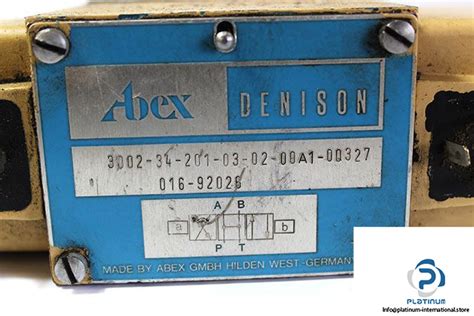 Abex DENISON
3D02-34-201-03-02-00A1-00327
016-92026
A B
a b
P T
MADE BY ABEX GMBH HILDEN WEST-GERMANY
PLATINUM
info@platinum-international.store